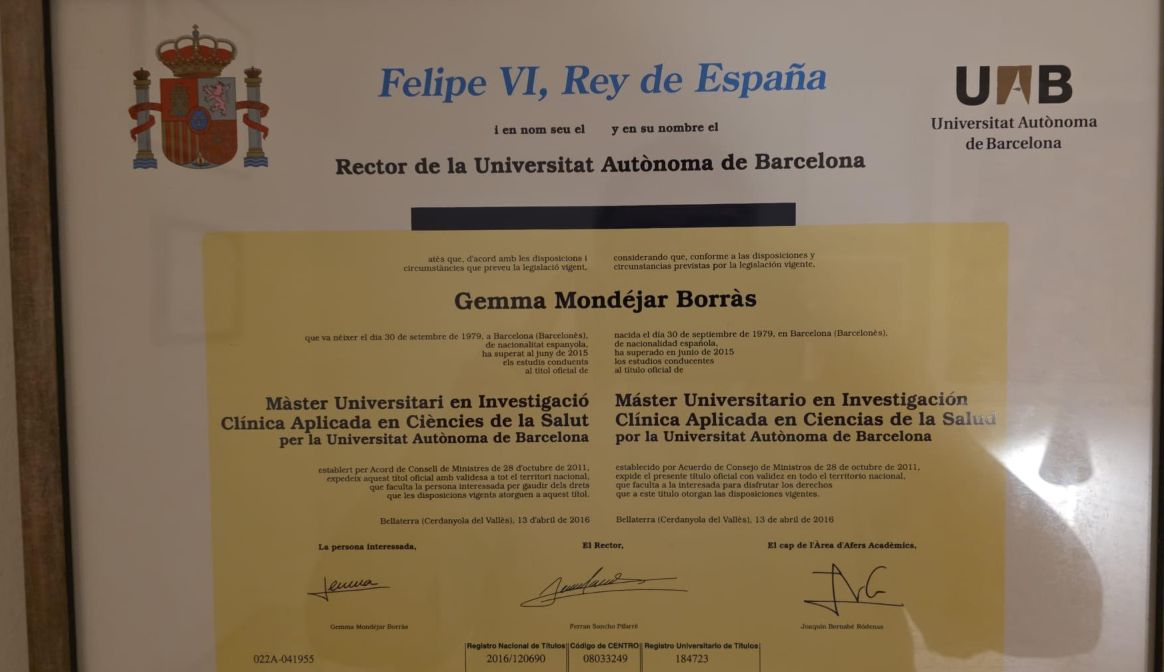 Felipe VI, Rey de España
UAB
Universitat Autònoma
de Barcelona
i en nom seu el y en su nombre el
Rector de la Universitat Autònoma de Barcelona
atès que, d'acord amb les disposicions i
circumstàncies que preveu la legislació vigent,
considerando que, conforme a las disposiciones y
circunstancias previstas por la legislación vigente,
Gemma Mondéjar Borràs
que va néixer el dia 30 de setembre de 1979, a Barcelona (Barcelonès),
de nacionalitat espanyola,
ha superat al juny de 2015
els estudis conduents
al títol oficial de
nacida el día 30 de septiembre de 1979, en Barcelona (Barcelonès),
de nacionalidad española,
ha superado en junio de 2015
los estudios conducentes
al título oficial de
Màster Universitari en Investigació
Clínica Aplicada en Ciències de la Salut
per la Universitat Autònoma de Barcelona
Máster Universitario en Investigación
Clínica Aplicada en Ciencias de la Salud
por la Universitat Autònoma de Barcelona
establert per Acord de Consell de Ministres de 28 d'octubre de 2011,
expedeix aquest títol oficial amb validesa a tot el territori nacional,
que faculta la persona interessada per gaudir dels drets
que les disposicions vigents atorguen a aquest títol.
establecido por Acuerdo de Consejo de Ministros de 28 de octubre de 2011,
expide el presente título oficial con validez en todo el territorio nacional,
que faculta a la interesada para disfrutar los derechos
que a este título otorgan las disposiciones vigentes.
Bellaterra (Cerdanyola del Vallès), 13 d'abril de 2016
Bellaterra (Cerdanyola del Vallès), 13 de abril de 2016
La persona interessada,
El Rector,
El cap de l'Àrea d'Afers Acadèmics,
Gemma
Gemma Mondéjar Borràs
Ferran Sancho Pifarré
Joaquín Bernabé Ródenas
022A-041955
Registro Nacional de Títulos
2016/120690
Código de CENTRO
08033249
Registro Universitario de Títulos
184723